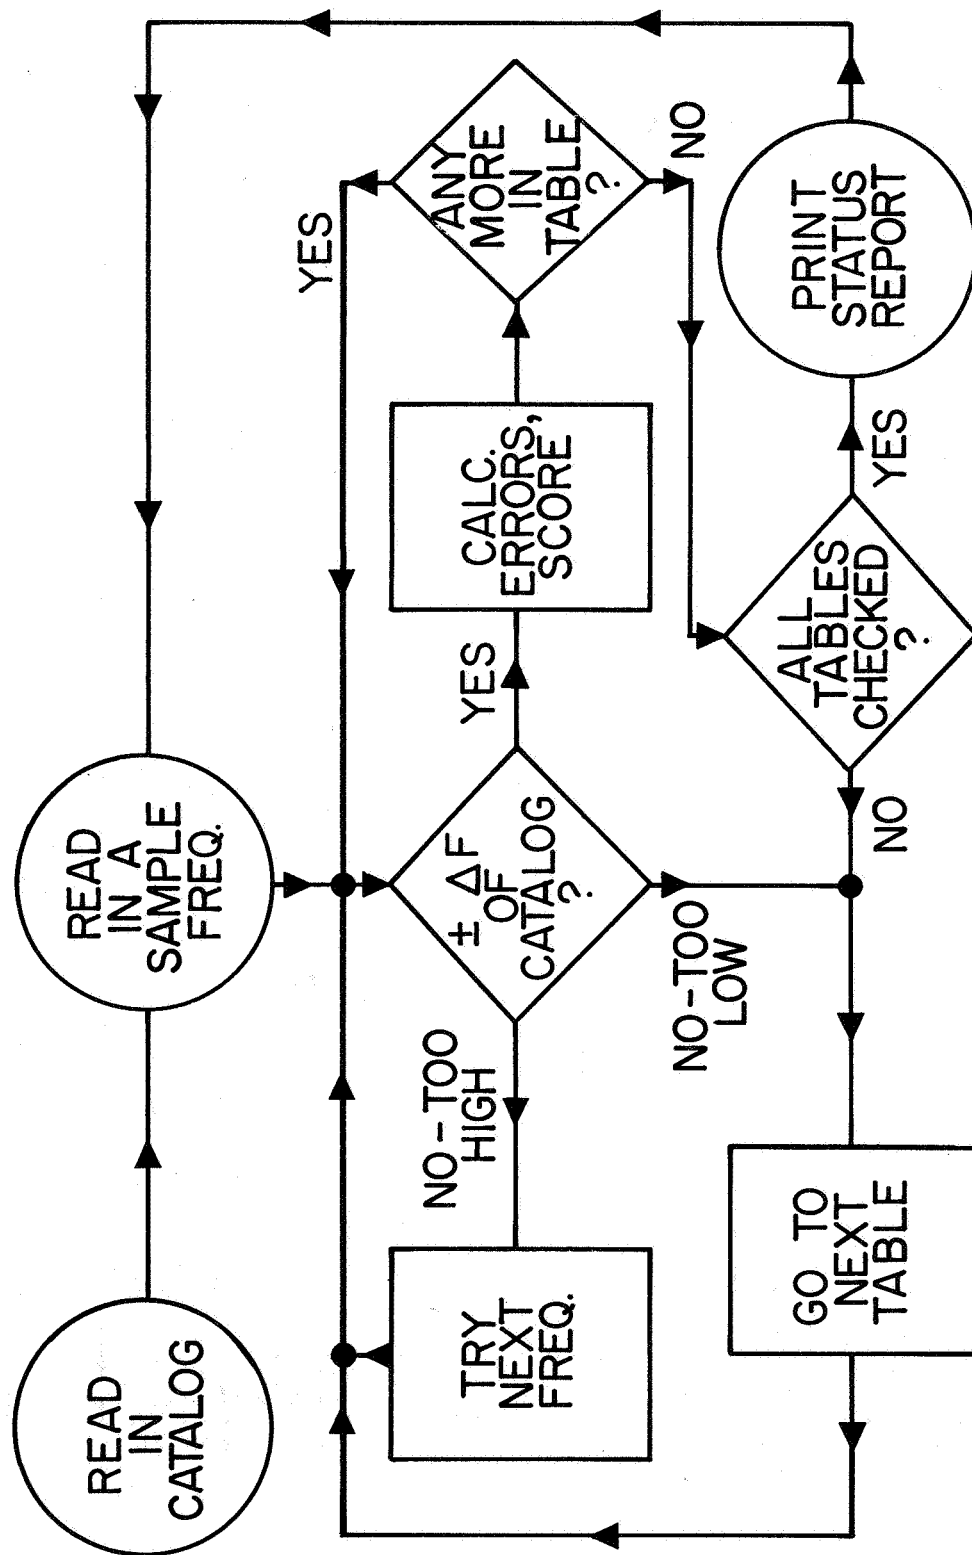 READ
IN
CATALOG
READ
IN A
SAMPLE
FREQ.
TRY
NEXT
FREQ.
NO-TOO
HIGH
± ΔF
OF
CATALOG
?
YES
CALC.
ERRORS,
SCORE
ANY
MORE
IN
TABLE
?
YES
NO
NO-TOO
LOW
GO TO
NEXT
TABLE
NO
ALL
TABLES
CHECKED
?
YES
PRINT
STATUS
REPORT